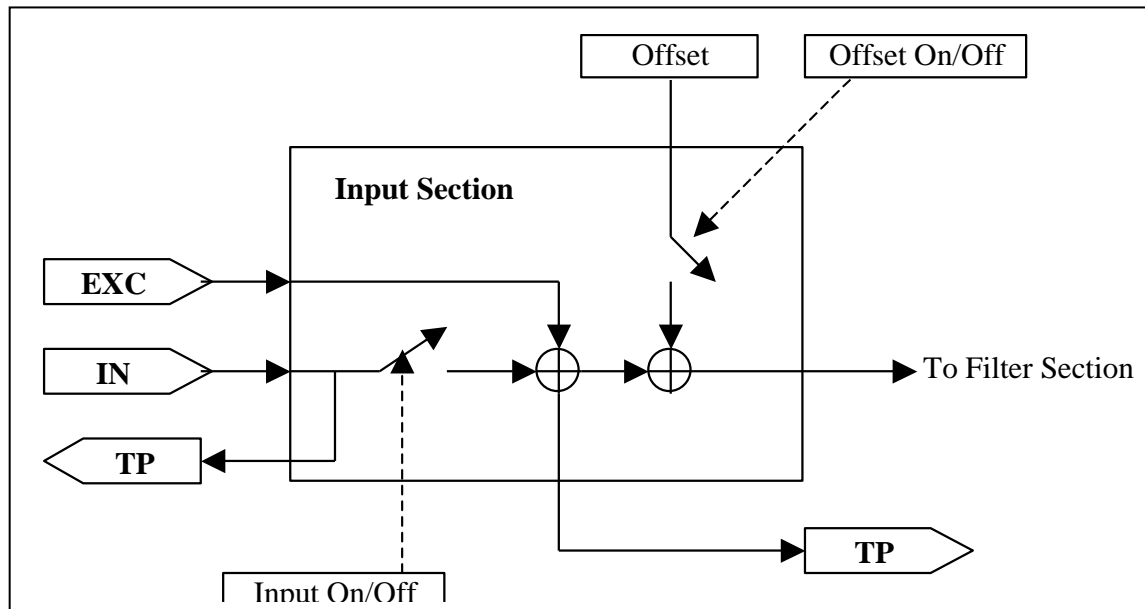 Offset
Offset On/Off
Input Section
EXC
IN
To Filter Section
TP
TP
Input On/Off